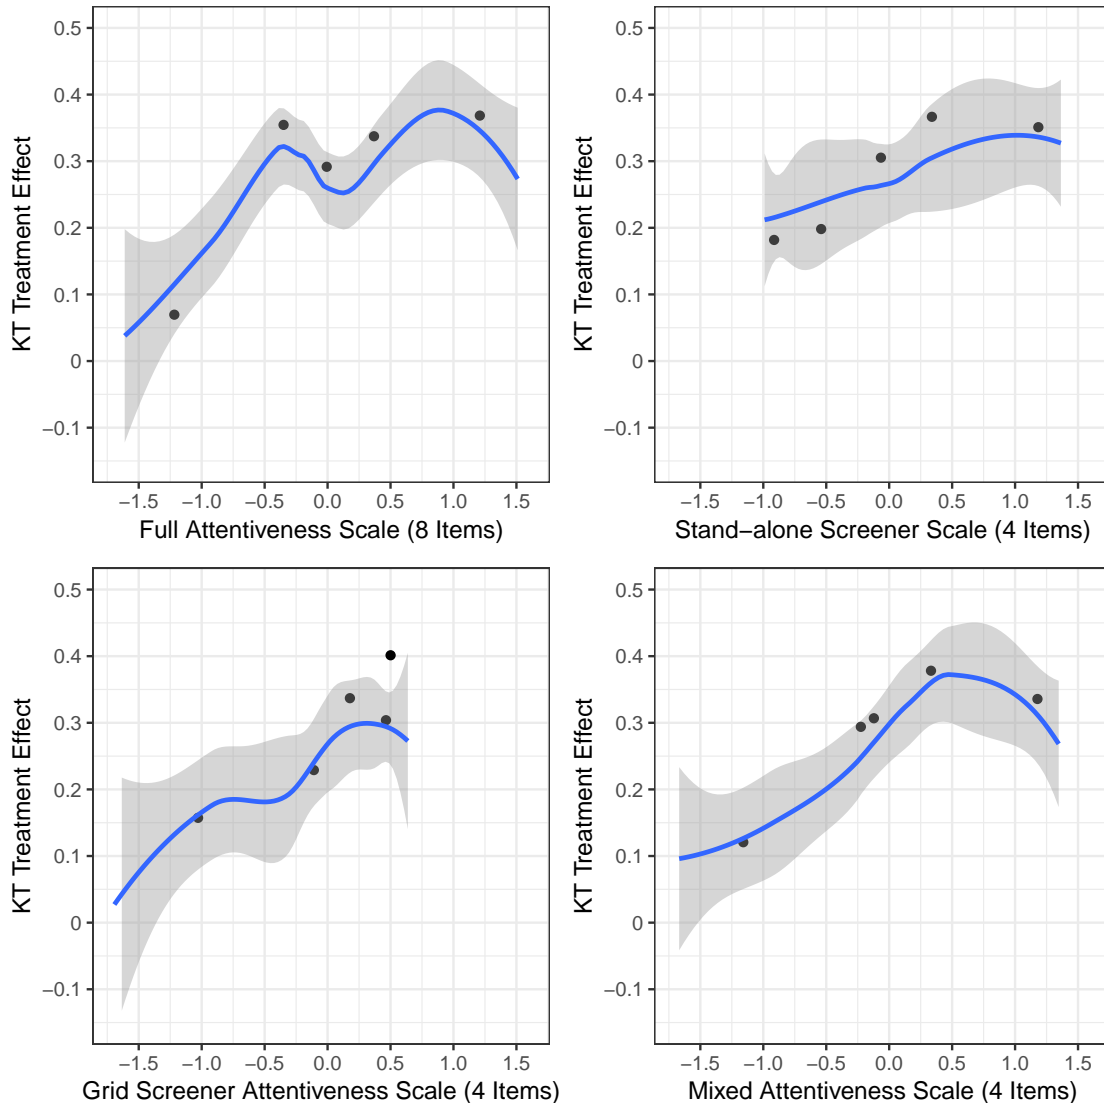 0.5
0.4
0.3
0.2
0.1
0
−0.1
KT Treatment Effect
−1.5 −1.0 −0.5 0.0 0.5 1.0 1.5
Full Attentiveness Scale (8 Items)
0.5
0.4
0.3
0.2
0.1
0
−0.1
KT Treatment Effect
−1.5 −1.0 −0.5 0.0 0.5 1.0 1.5
Stand−alone Screener Scale (4 Items)
0.5
0.4
0.3
0.2
0.1
0
−0.1
KT Treatment Effect
−1.5 −1.0 −0.5 0.0 0.5 1.0 1.5
Grid Screener Attentiveness Scale (4 Items)
0.5
0.4
0.3
0.2
0.1
0
−0.1
KT Treatment Effect
−1.5 −1.0 −0.5 0.0 0.5 1.0 1.5
Mixed Attentiveness Scale (4 Items)